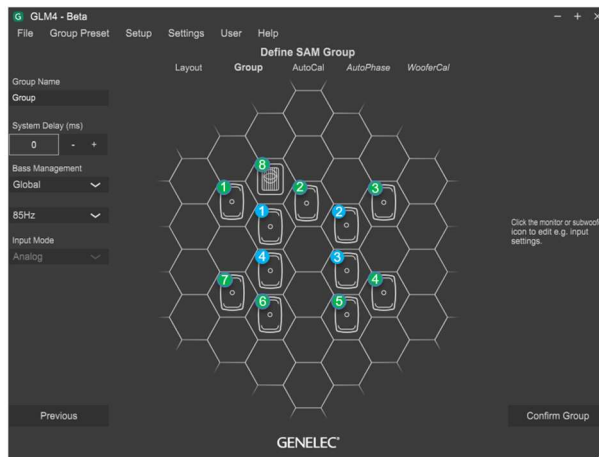 G GLM4 - Beta
File Group Preset Setup Settings User Help
Define SAM Group
Layout Group AutoCal AutoPhase WooferCal
Group Name
Group
System Delay (ms)
0 - +
Bass Management
Global
85Hz
Input Mode
Analog
8
1 2 3
1 2
4 3
7 4
6 5
Click the monitor or subwoof
icon to edit e.g. input
settings.
Previous
Confirm Group
GENELEC®